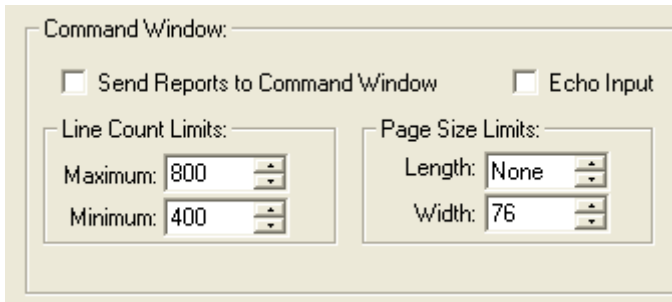 Command Window:
Send Reports to Command Window Echo Input
Line Count Limits: Page Size Limits:
Maximum: 800 Length: None
Minimum: 400 Width: 76